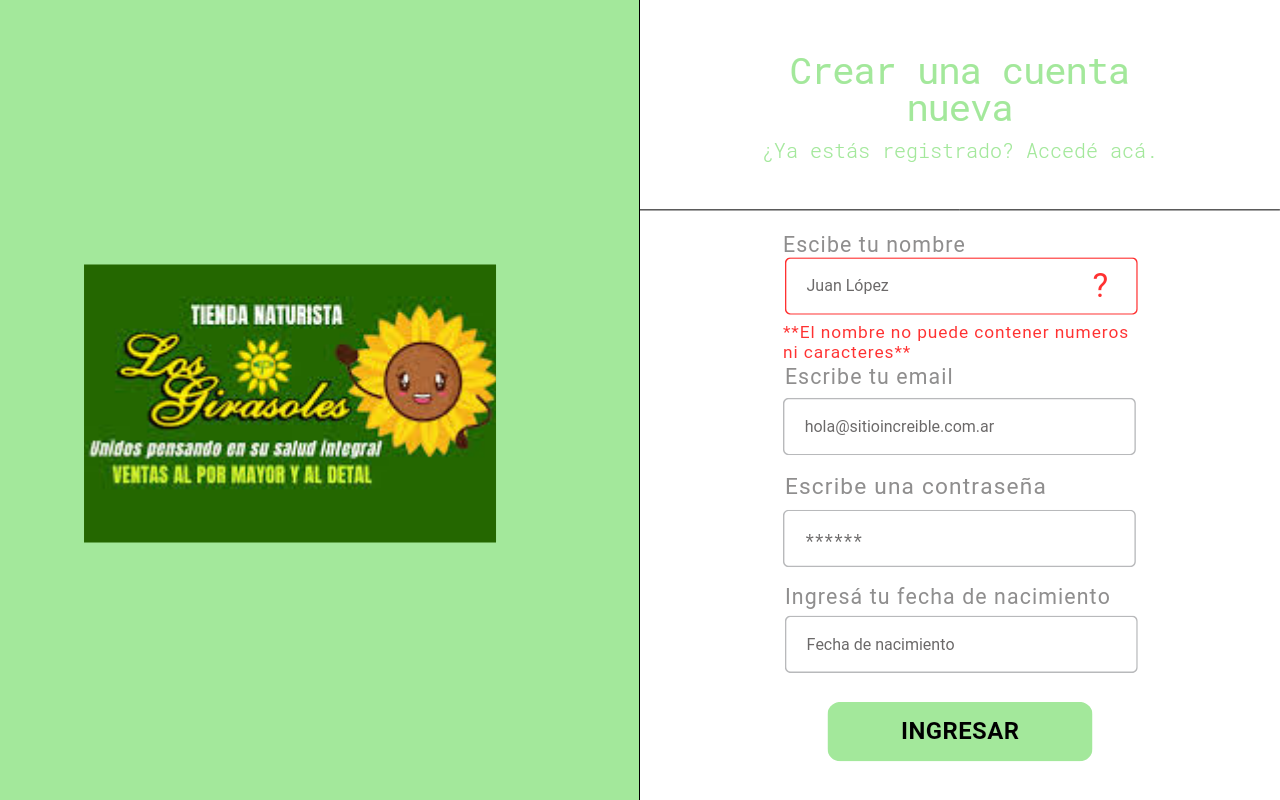 TIENDA NATURISTA
Los
Girasoles
Unidos pensando en su salud integral
VENTAS AL POR MAYOR Y AL DETAL
Crear una cuenta
nueva
¿Ya estás registrado? Accedé acá.
Escibe tu nombre
Juan López ?
**El nombre no puede contener numeros
ni caracteres**
Escribe tu email
hola@sitioincreible.com.ar
Escribe una contraseña
******
Ingresá tu fecha de nacimiento
Fecha de nacimiento
INGRESAR